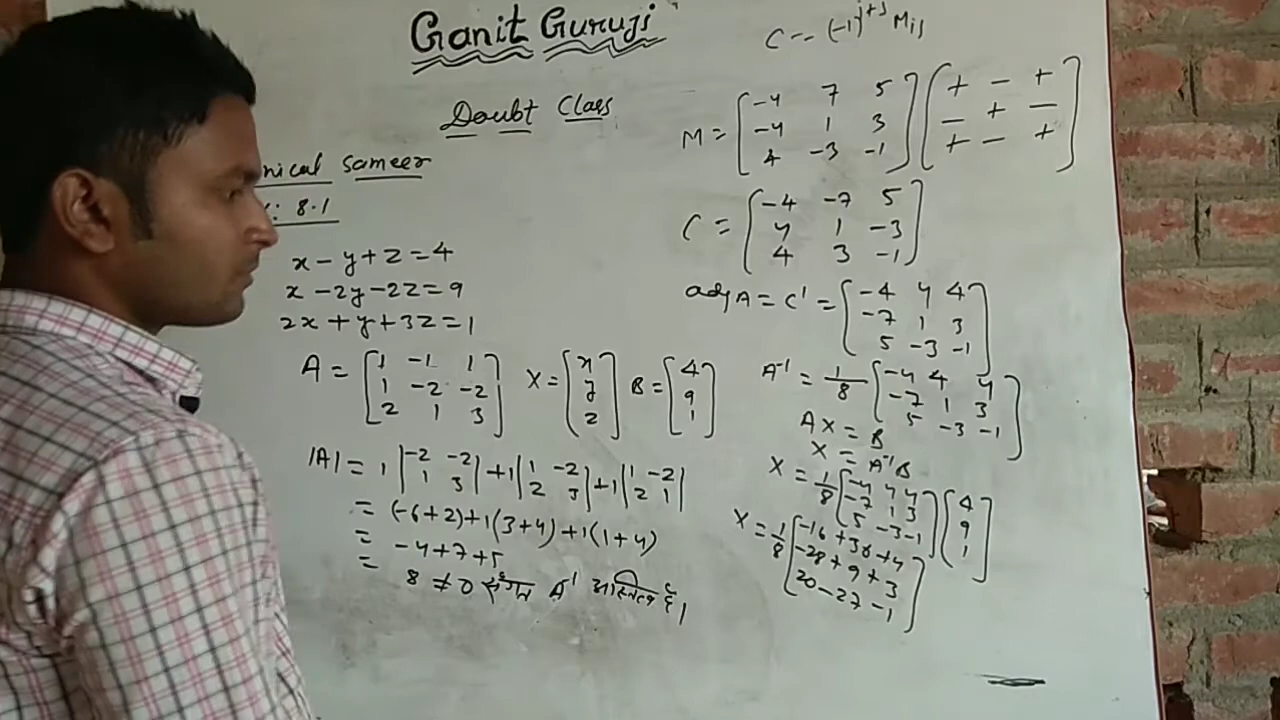 Ganit Guruji
Doubt Class
nical Sameer
: 8.1
x - y + z = 4
x - 2y - 2z = 9
2x + y + 3z = 1
A = [1 -1 1
1 -2 -2
2 1 3] X = [x
y
z] B = [4
9
1]
|A| = 1 |-2 -2
1 3| + 1 |1 -2
2 3| + 1 |1 -2
2 1|
= (-6+2)+1(3+4)+1(1+4)
= -4+7+5
= 8 ≠ 0 A⁻¹ है।
C-- (-1)^i+j Mij
M = [-4 7 5
-4 1 3
4 -3 -1] [+ - +
- + -
+ - +]
C = [-4 -7 5
4 1 -3
4 3 -1]
adj A = C' = [-4 4 4
-7 1 3
5 -3 -1]
A⁻¹ = 1/8 [-4 4 4
-7 1 3
5 -3 -1]
AX = B
X = A⁻¹B
X = 1/8 [-4 4 4
-7 1 3
5 -3 -1] [4
9
1]
X = 1/8 [-16 + 36 + 4
-28 + 9 + 3
20 - 27 - 1]